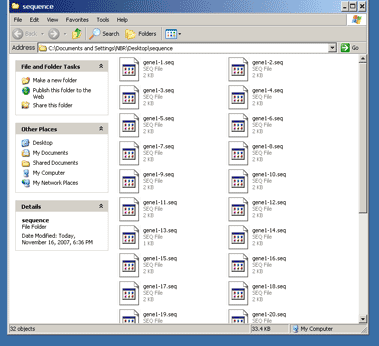 sequence
File Edit View Favorites Tools Help
Back Search Folders
Address C:\Documents and Settings\NBR\Desktop\sequence Go
File and Folder Tasks
Make a new folder
Publish this folder to the
Web
Share this folder
Other Places
Desktop
My Documents
Shared Documents
My Computer
My Network Places
Details
sequence
File Folder
Date Modified: Today,
November 16, 2007, 6:36 PM
gene1-1.seq
SEQ File
2 KB
gene1-2.seq
SEQ File
2 KB
gene1-3.seq
SEQ File
2 KB
gene1-4.seq
SEQ File
2 KB
gene1-5.seq
SEQ File
2 KB
gene1-6.seq
SEQ File
2 KB
gene1-7.seq
SEQ File
2 KB
gene1-8.seq
SEQ File
2 KB
gene1-9.seq
SEQ File
2 KB
gene1-10.seq
SEQ File
2 KB
gene1-11.seq
SEQ File
2 KB
gene1-12.seq
SEQ File
2 KB
gene1-13.seq
SEQ File
1 KB
gene1-14.seq
SEQ File
2 KB
gene1-15.seq
SEQ File
2 KB
gene1-16.seq
SEQ File
2 KB
gene1-17.seq
SEQ File
2 KB
gene1-18.seq
SEQ File
2 KB
gene1-19.seq
SEQ File
gene1-20.seq
SEQ File
32 objects 33.4 KB My Computer